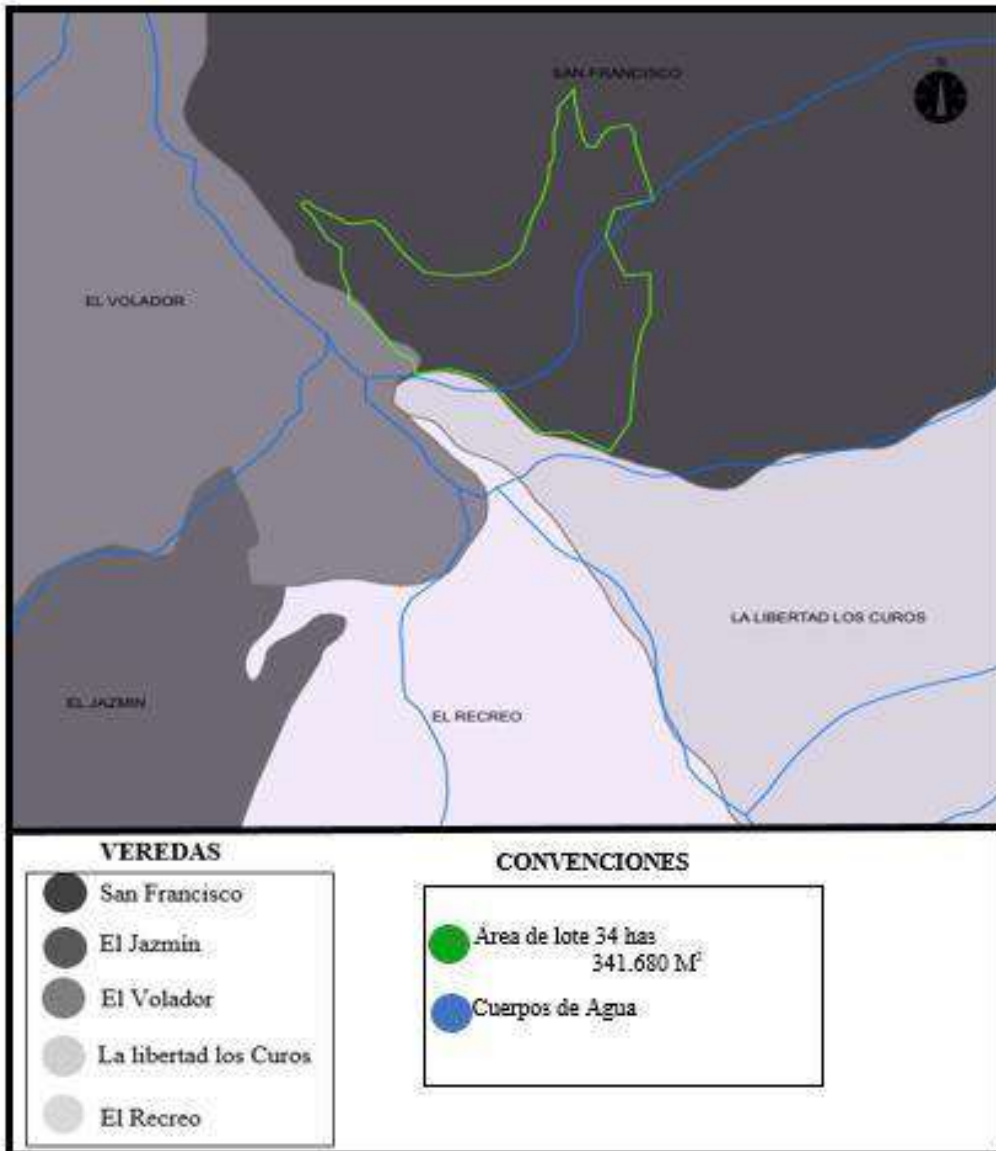 SAN FRANCISCO
N
EL VOLADOR
LA LIBERTAD LOS CUROS
EL JAZMIN
EL RECREO
VEREDAS
San Francisco
El Jazmin
El Volador
La libertad los Curos
El Recreo
CONVENCIONES
Area de lote 34 has
341.680 M²
Cuerpos de Agua